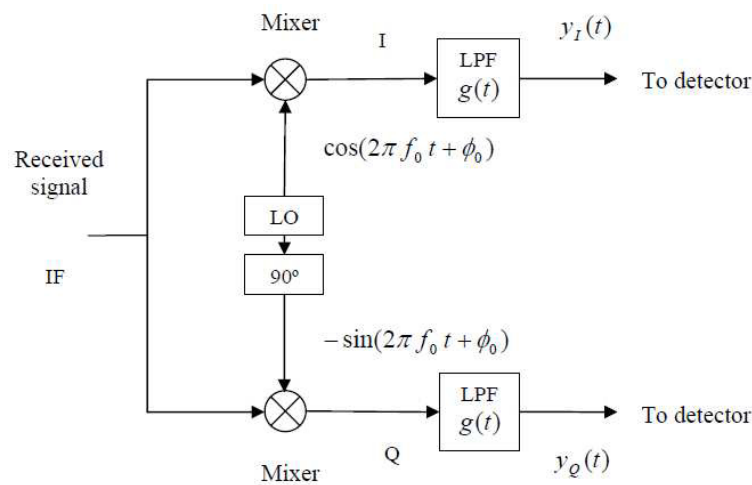 Mixer
I
y_I(t)
LPF
g(t)
To detector
cos(2π f_0 t + ϕ_0)
Received
signal
LO
IF
90º
− sin(2π f_0 t + ϕ_0)
LPF
g(t)
To detector
Q
y_Q(t)
Mixer